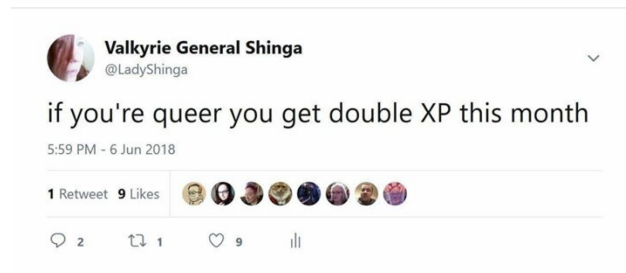 Valkyrie General Shinga
@LadyShinga
if you're queer you get double XP this month
5:59 PM - 6 Jun 2018
1 Retweet 9 Likes
2 1 9